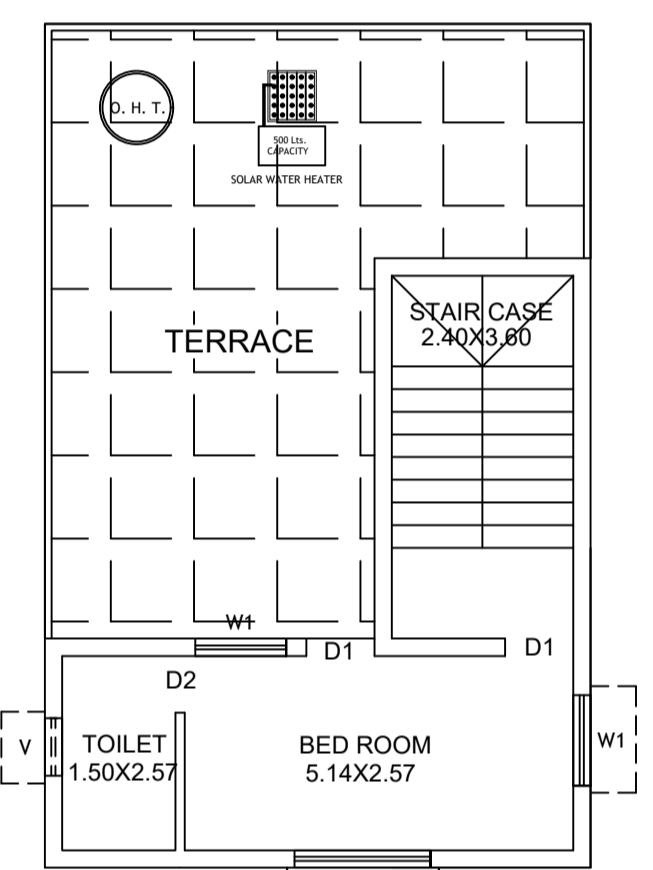 O. H. T.
500 Lts.
CAPACITY
SOLAR WATER HEATER
STAIR CASE
2.40X3.60
TERRACE
W1
D1
D1
D2
V
TOILET
1.50X2.57
BED ROOM
5.14X2.57
W1